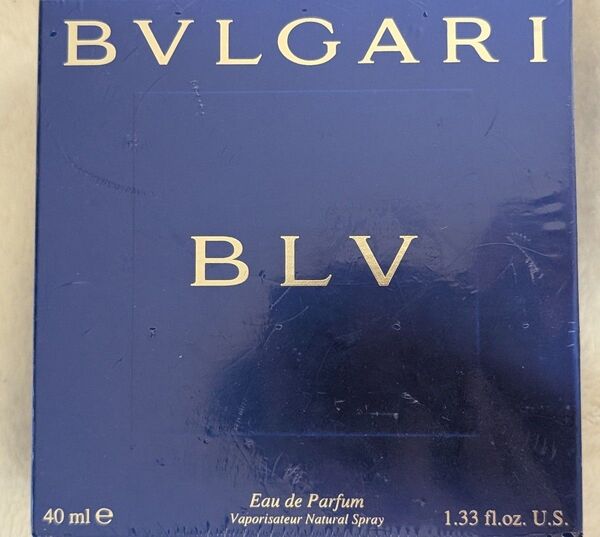 BVLGARI
BLV
Eau de Parfum
Vaporisateur Natural Spray
40 ml ℮
1.33 fl.oz. U.S.